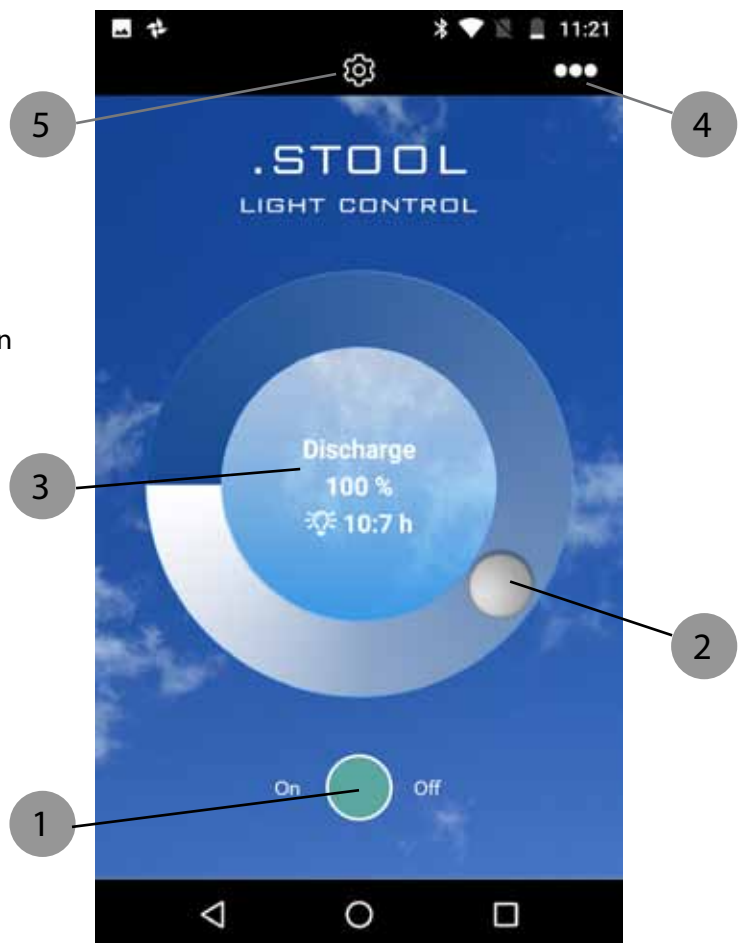 11:21
5
4
.STOOL
LIGHT CONTROL
n
Discharge
3
100 %
10:7 h
2
On Off
1